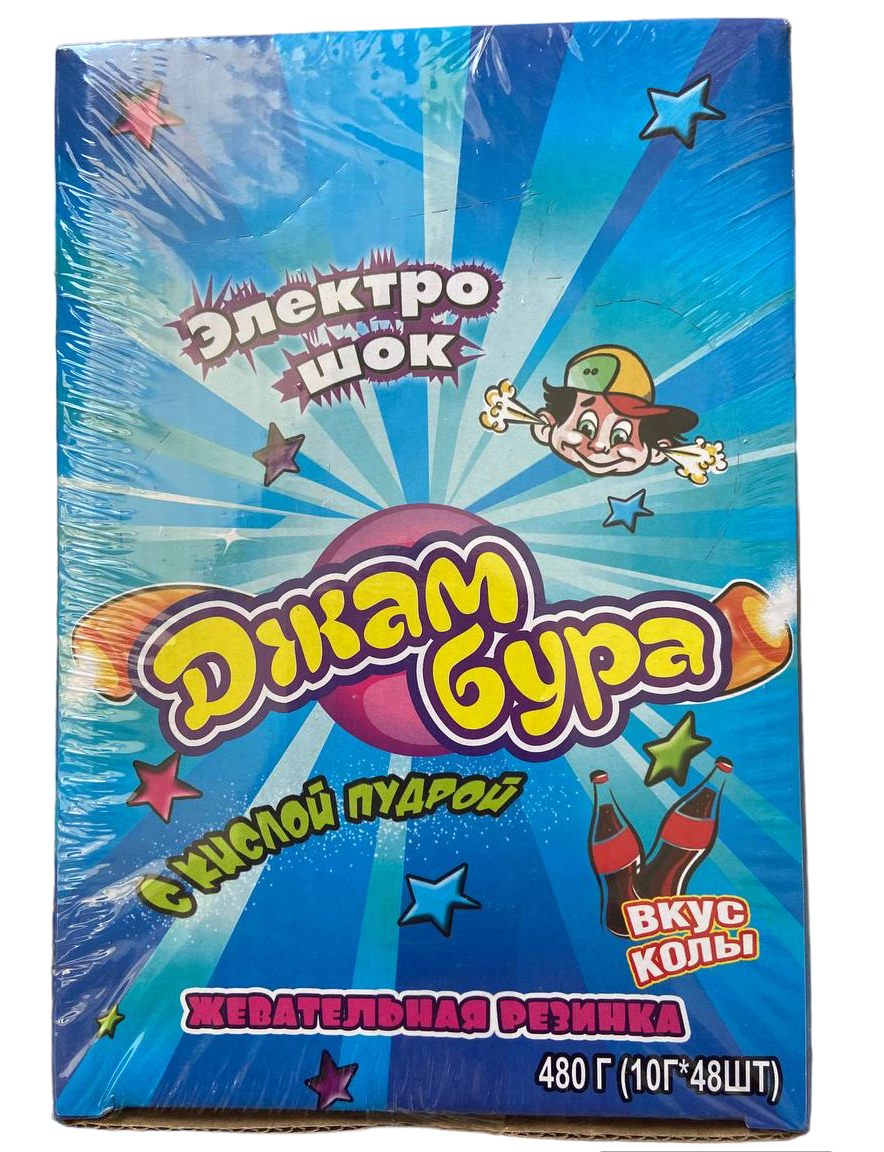 Электро
шок
Джам
бура
С КИСЛОЙ ПУДРОЙ
ВКУС
КОЛЫ
ЖЕВАТЕЛЬНАЯ РЕЗИНКА
480 Г (10Г*48ШТ)